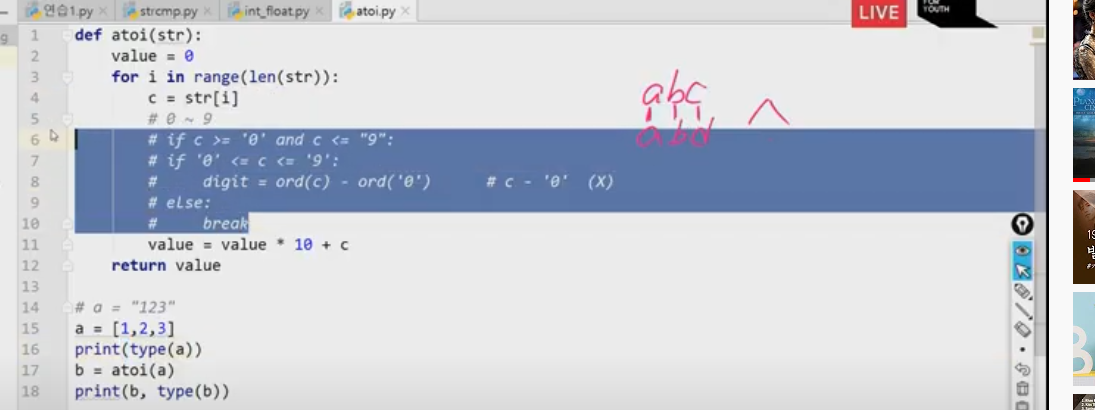 연습1.py strcmp.py int_float.py atoi.py
LIVE
FOR YOUTH
1 def atoi(str):
2 value = 0
3 for i in range(len(str)):
4 c = str[i]
5 # 0 ~ 9
6 # if c >= '0' and c <= "9":
7 # if '0' <= c <= '9':
8 # digit = ord(c) - ord('0') # c - '0' (X)
9 # else:
10 # break
11 value = value * 10 + c
12 return value
13
14 # a = "123"
15 a = [1,2,3]
16 print(type(a))
17 b = atoi(a)
18 print(b, type(b))
abc
abd